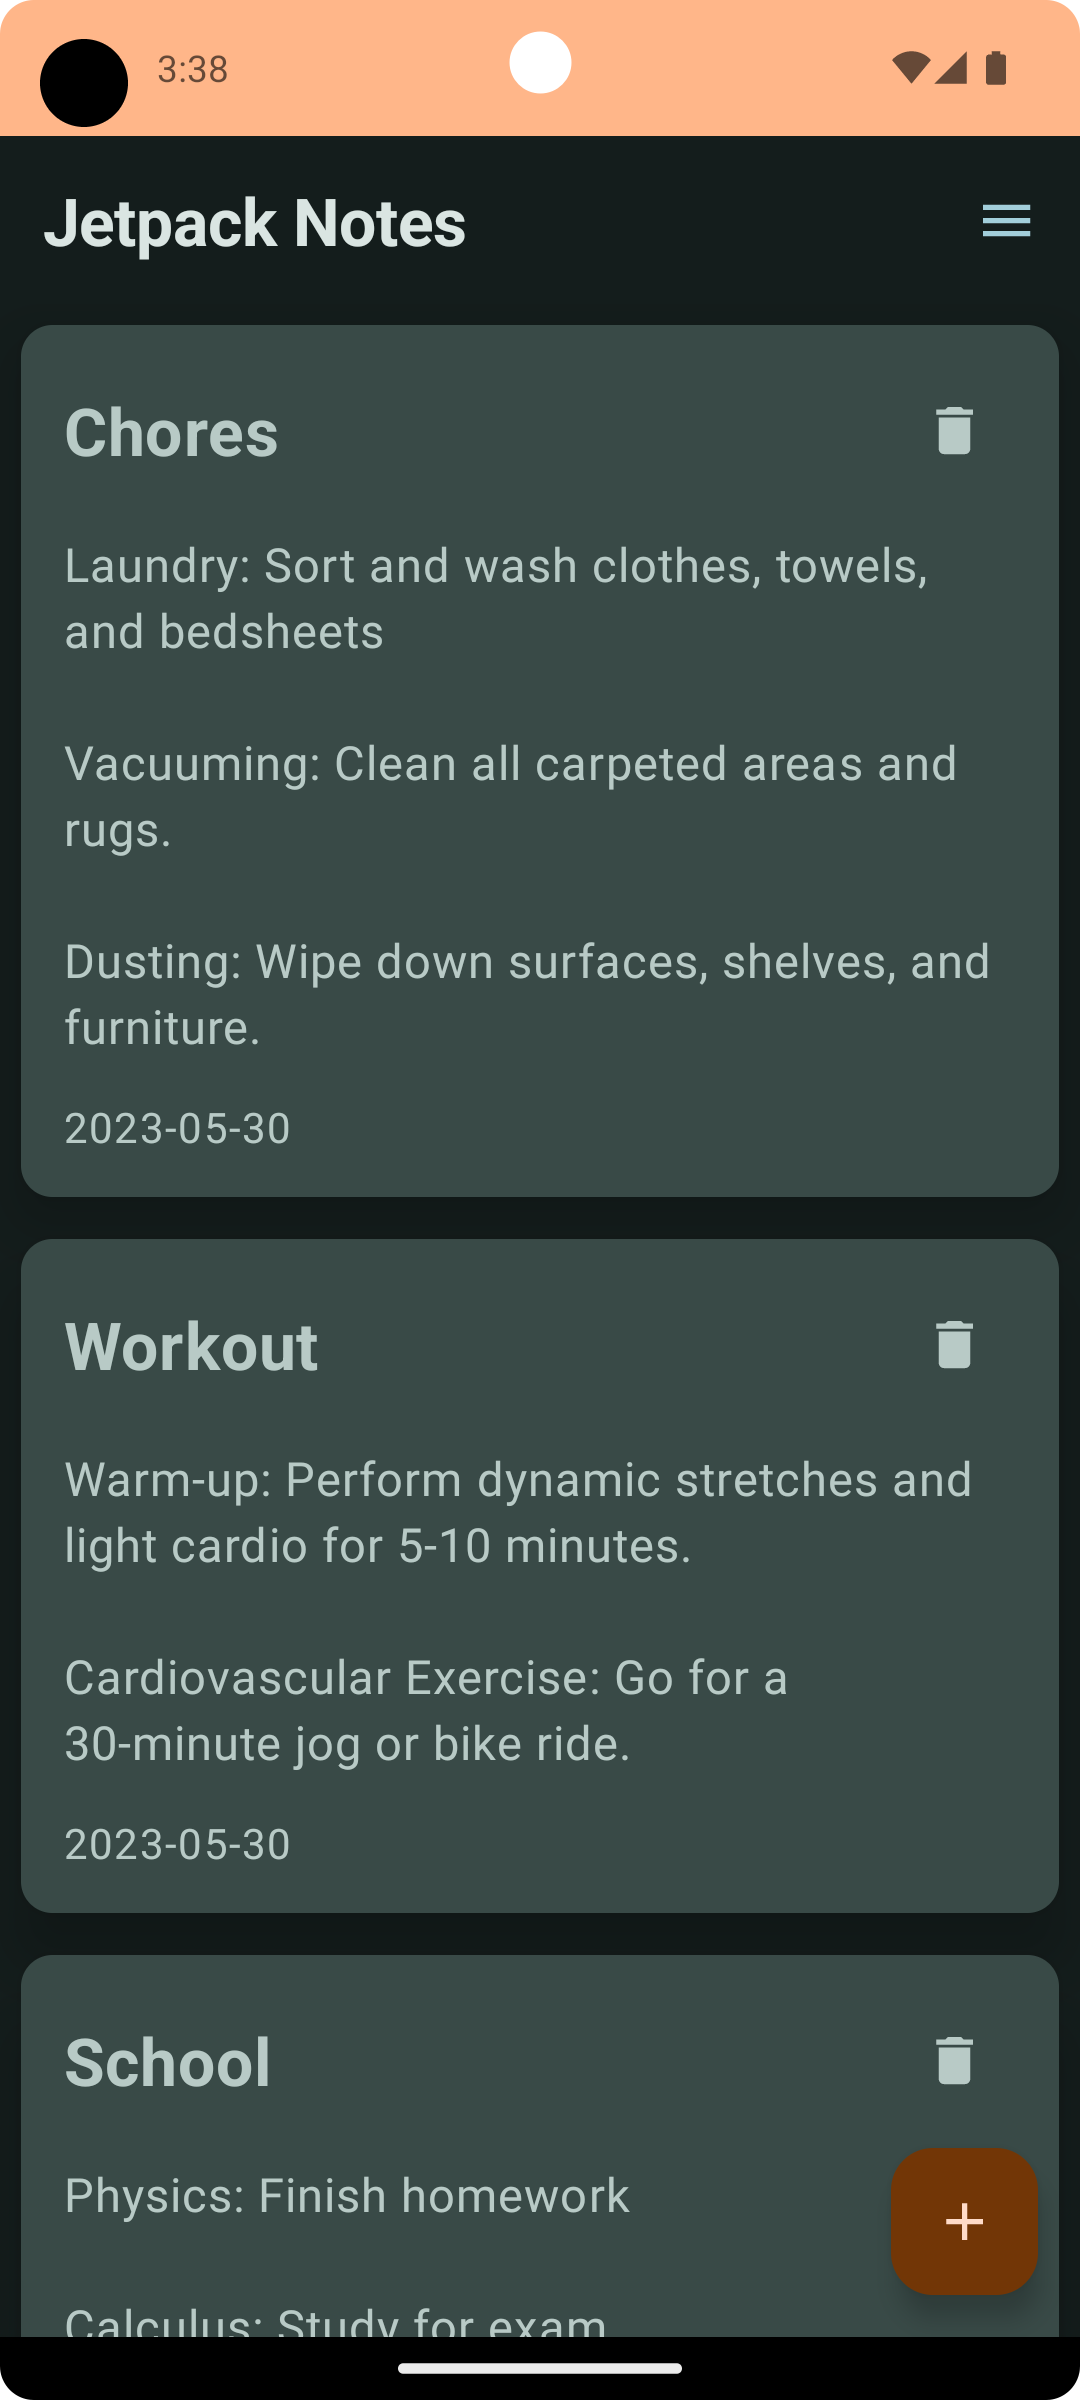 3:38
Jetpack Notes
Chores
Laundry: Sort and wash clothes, towels,
and bedsheets
Vacuuming: Clean all carpeted areas and
rugs.
Dusting: Wipe down surfaces, shelves, and
furniture.
2023-05-30
Workout
Warm-up: Perform dynamic stretches and
light cardio for 5-10 minutes.
Cardiovascular Exercise: Go for a
30-minute jog or bike ride.
2023-05-30
School
Physics: Finish homework
Calculus: Study for exam